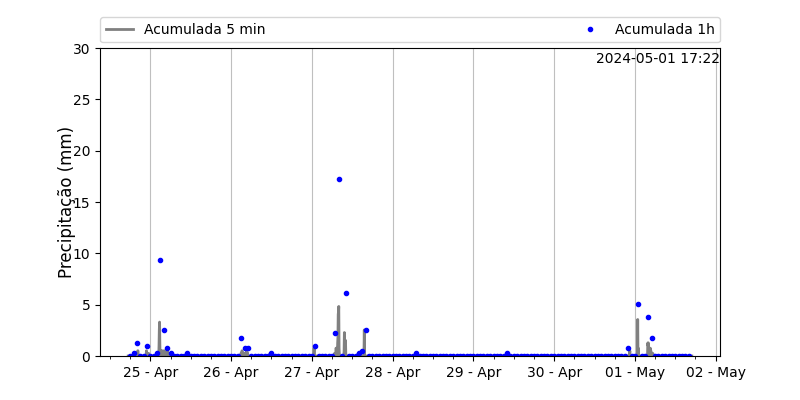 Acumulada 5 min
Acumulada 1h
2024-05-01 17:22
Precipitação (mm)
30
25
20
15
10
5
0
25 - Apr 26 - Apr 27 - Apr 28 - Apr 29 - Apr 30 - Apr 01 - May 02 - May